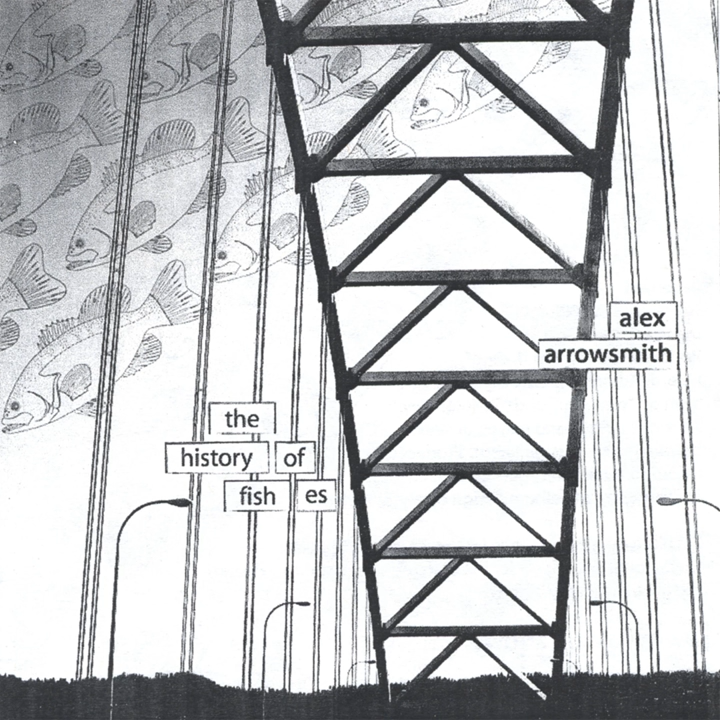 the
history of
fish es
alex
arrowsmith